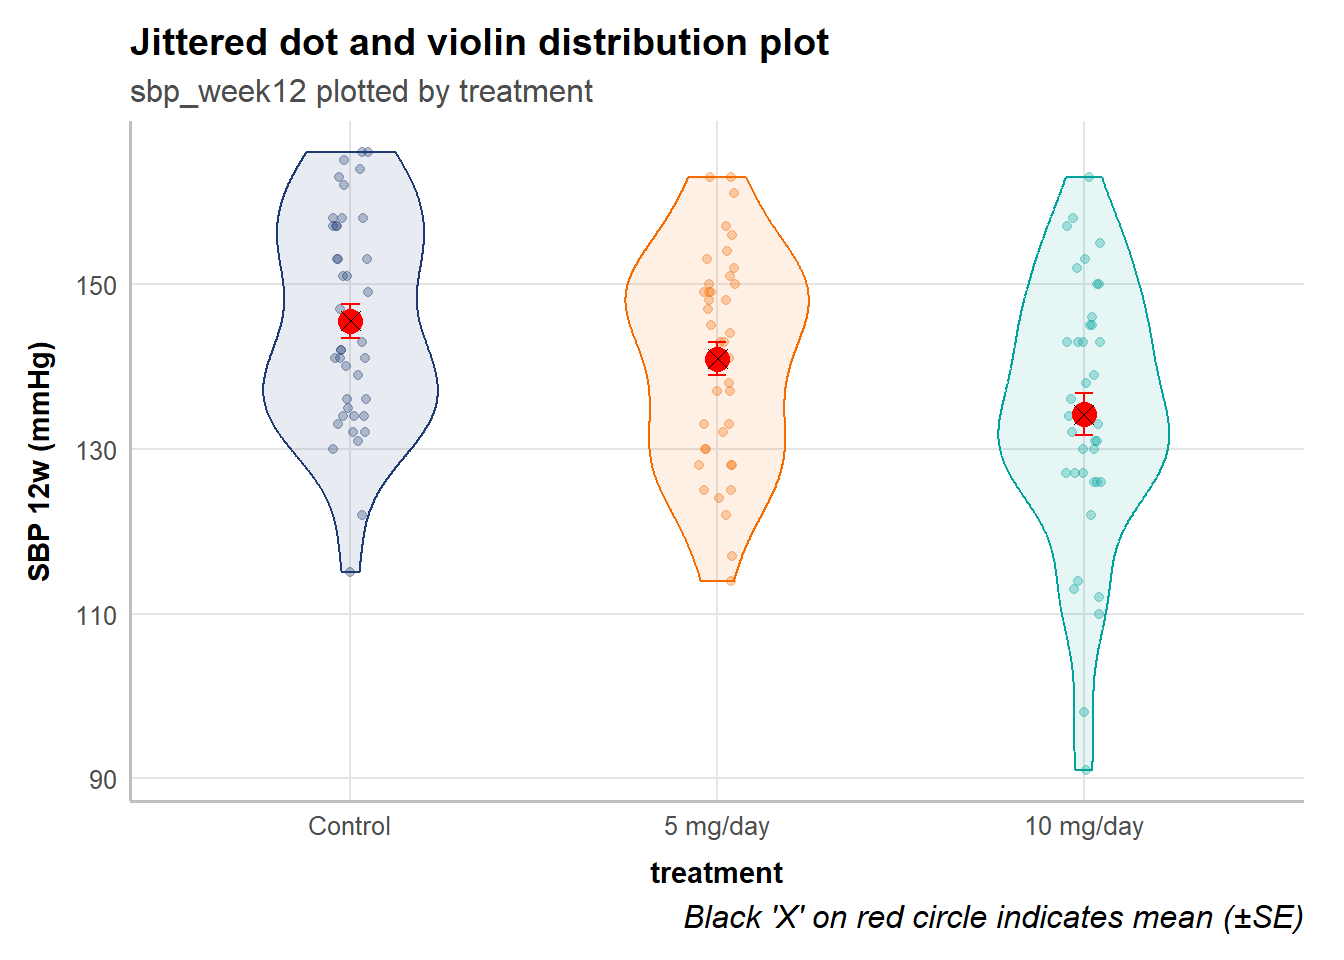 Jittered dot and violin distribution plot
sbp_week12 plotted by treatment
SBP 12w (mmHg)
150
130
110
90
Control
5 mg/day
10 mg/day
treatment
Black 'X' on red circle indicates mean (±SE)